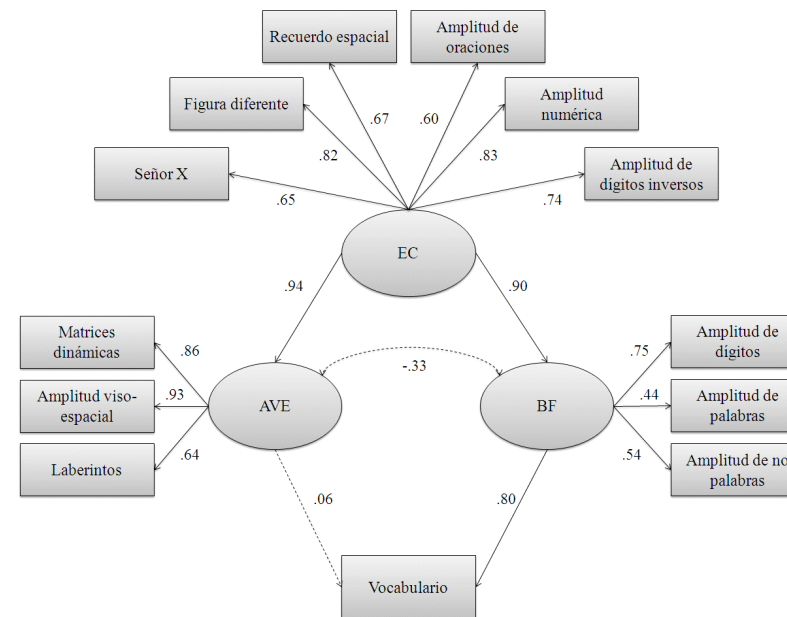 Recuerdo espacial
Amplitud de
oraciones
Figura diferente
Amplitud
numérica
Señor X
Amplitud de
dígitos inversos
.67
.60
.82
.83
.65
.74
EC
.94
.90
Matrices
dinámicas
Amplitud viso-
espacial
Laberintos
.86
.93
.64
AVE
-.33
BF
.75
.44
.54
Amplitud de
dígitos
Amplitud de
palabras
Amplitud de no
palabras
.06
.80
Vocabulario